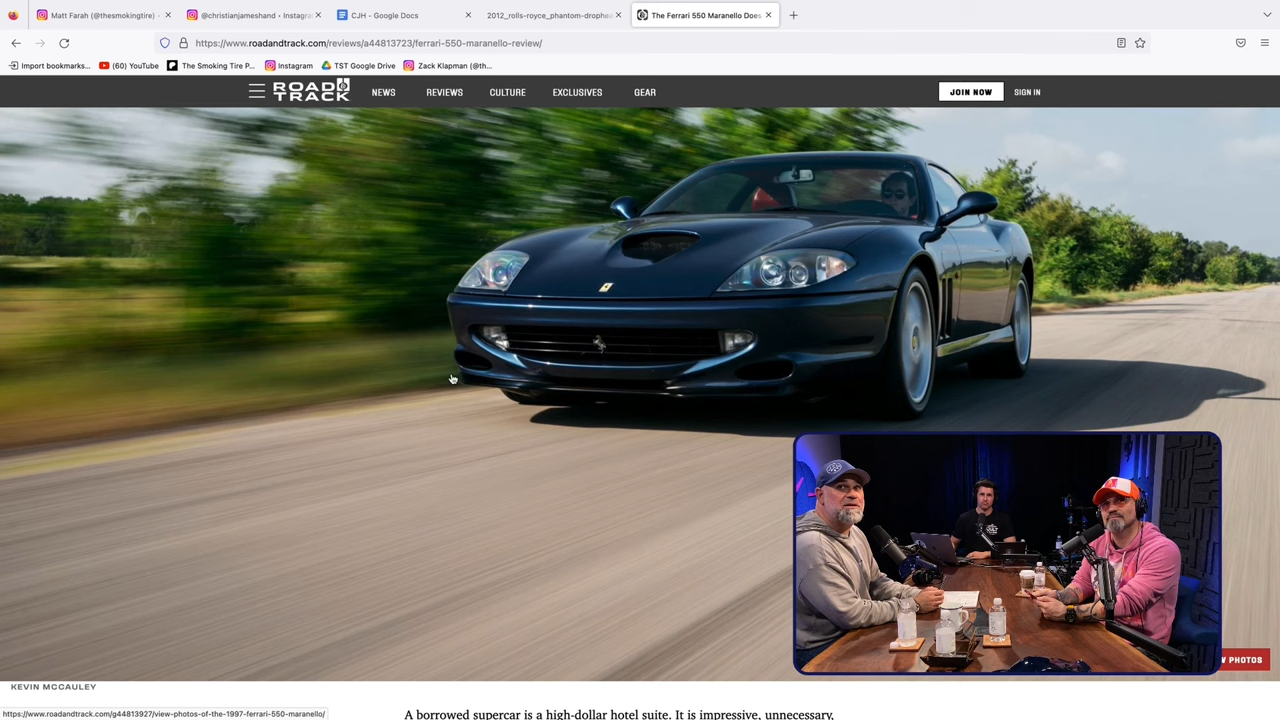 Matt Farah (@thesmokingtire) •
@christianjameshand • Instagra
CJH - Google Docs
2012_rolls-royce_phantom-drophea
The Ferrari 550 Maranello Does
https://www.roadandtrack.com/reviews/a44813723/ferrari-550-maranello-review/
Import bookmarks...
(60) YouTube
The Smoking Tire P...
Instagram
TST Google Drive
Zack Klapman (@th...
ROAD & TRACK
NEWS
REVIEWS
CULTURE
EXCLUSIVES
GEAR
JOIN NOW
SIGN IN
W PHOTOS
KEVIN MCCAULEY
https://www.roadandtrack.com/g44813927/view-photos-of-the-1997-ferrari-550-maranello/
A borrowed supercar is a high-dollar hotel suite. It is impressive, unnecessary,